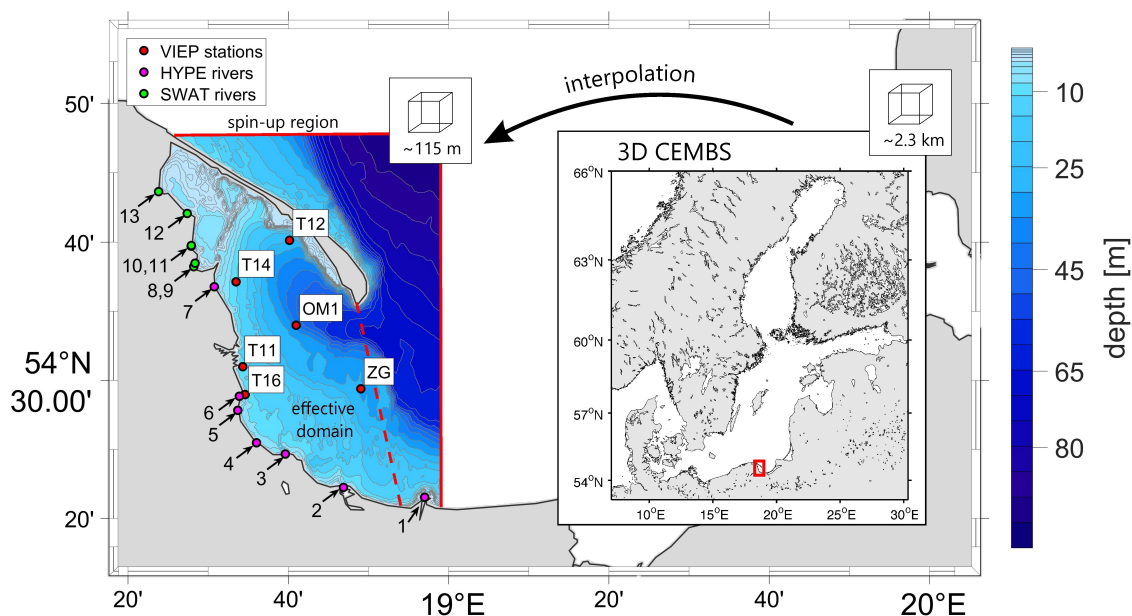 VIEP stations
HYPE rivers
SWAT rivers
spin-up region
~115 m
interpolation
~2.3 km
3D CEMBS
66°N
63°N
60°N
57°N
54°N
10°E
15°E
20°E
25°E
30°E
T12
T14
OM1
T11
T16
ZG
effective
domain
13
12
10,11
8,9
7
6
5
4
3
2
1
50'
40'
54°N
30.00'
20'
20'
40'
19°E
20'
40'
20°E
10
25
45
65
80
depth [m]